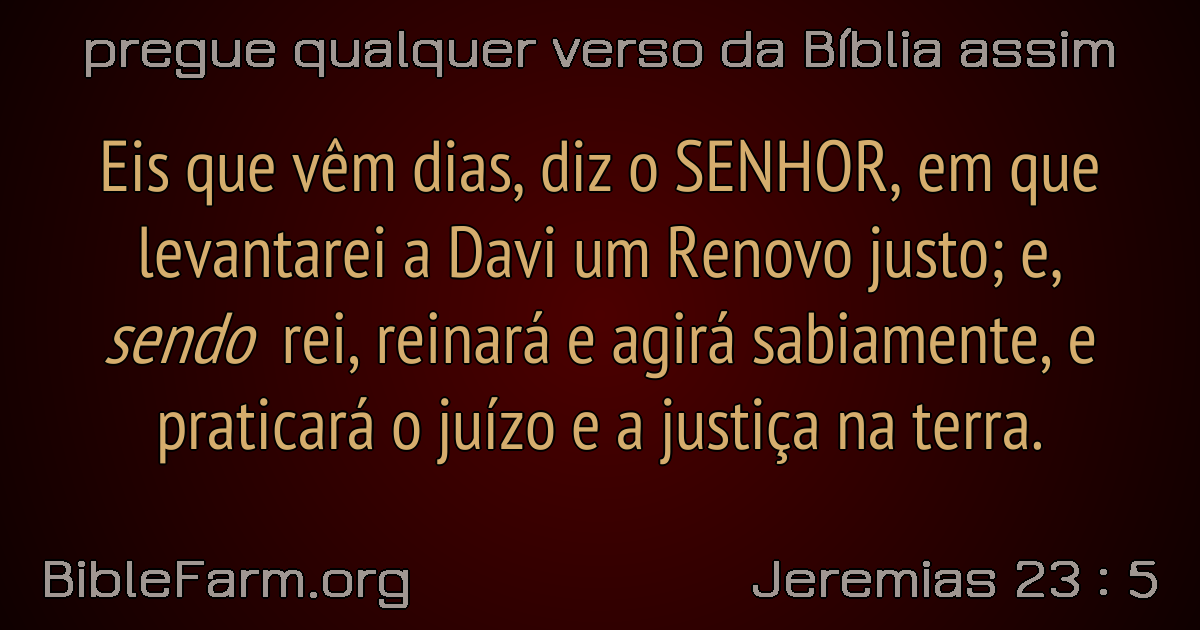 pregue qualquer verso da Bíblia assim
Eis que vêm dias, diz o SENHOR, em que
levantarei a Davi um Renovo justo; e,
sendo rei, reinará e agirá sabiamente, e
praticará o juízo e a justiça na terra.
BibleFarm.org
Jeremias 23 : 5